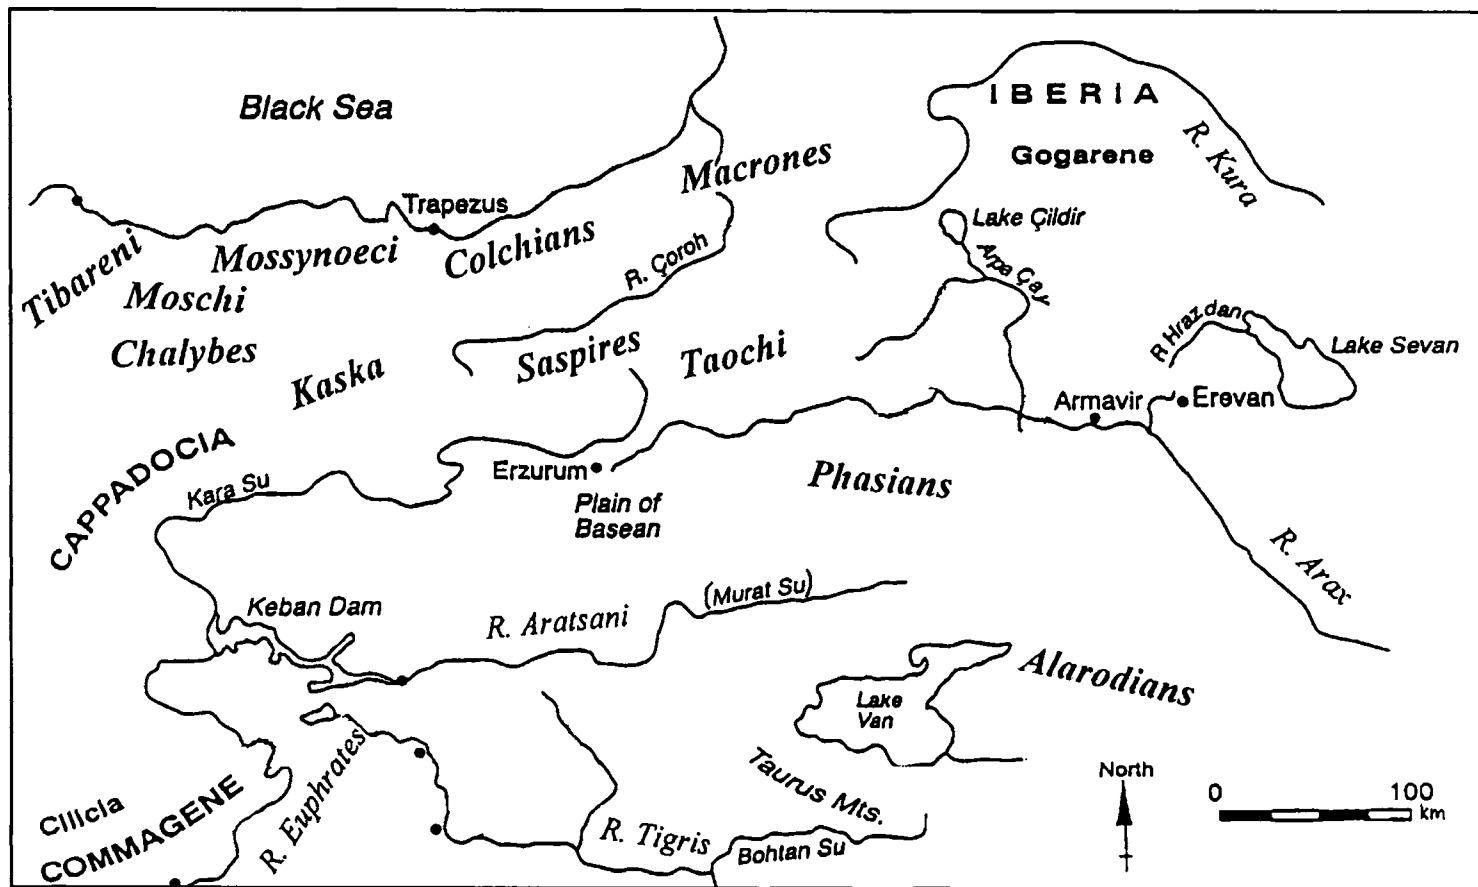 IBERIA
Black Sea
R. Kura
Gogarene
Macrones
Trapezus
Lake Çildir
Mossynoeci
Colchians
Tibareni
R. Çoroh
Arpa Çay
Moschi
Chalybes
R Hrazdan
Lake Sevan
Saspires
Taochi
Kaska
Armavir
Erevan
CAPPADOCIA
Erzurum
Kara Su
Phasians
Plain of
Basean
R. Arax
Keban Dam
(Murat Su)
R. Aratsani
Alarodians
Lake
Van
R. Euphrates
Taurus Mts.
North
0
100
km
Cilicia
COMMAGENE
R. Tigris
Bohtan Su